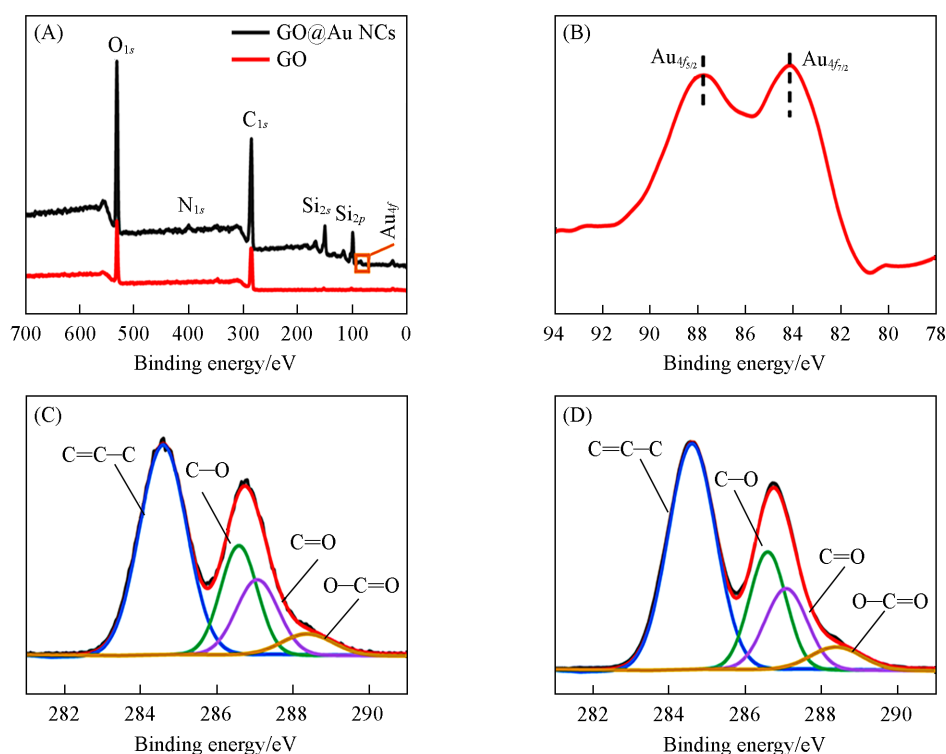 (A)
GO@Au NCs
GO
O1s
C1s
N1s
Si2s
Si2p
Au4f
700 600 500 400 300 200 100 0
Binding energy/eV
(B)
Au4f5/2
Au4f7/2
94 92 90 88 86 84 82 80 78
Binding energy/eV
(C)
C=C—C
C—O
C=O
O—C=O
282 284 286 288 290
Binding energy/eV
(D)
C=C—C
C—O
C=O
O—C=O
282 284 286 288 290
Binding energy/eV